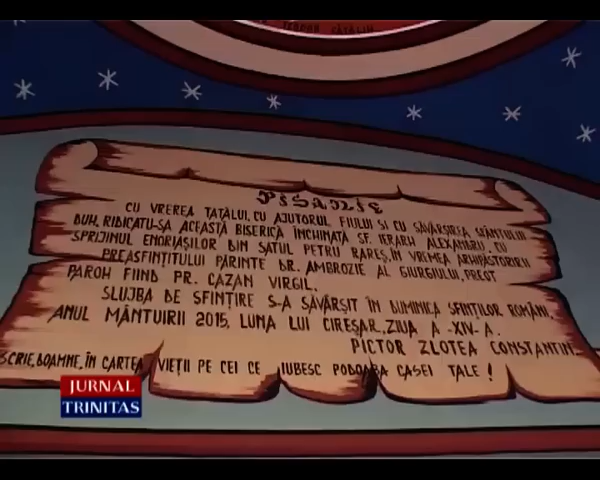 TEODOR CĂTĂLIN
PISANIE
CU VREREA TATĂLUI, CU AJUTORUL FIULUI ȘI CU SĂVÂRȘIREA SFÂNTULUI
DUH, RIDICATU-S-A ACEASTĂ BISERICĂ ÎNCHINATĂ SF. IERARH ALEXANDRU, CU
SPRIJINUL ENORIAȘILOR DIN SATUL PETRU RAREȘ, ÎN VREMEA ARHIPĂSTORIRII
PREASFINȚITULUI PĂRINTE DR. AMBROZIE AL GIURGIULUI, PREOT
PAROH FIIND PR. CAZAN VIRGIL.
SLUJBA DE SFINȚIRE S-A SĂVÂRȘIT ÎN DUMINICA SFINȚILOR ROMÂNI,
ANUL MÂNTUIRII 2015, LUNA LUI CIREȘAR, ZIUA A -XIV- A.
PICTOR ZLOTEA CONSTANTIN
SCRIE, DOAMNE, ÎN CARTEA VIEȚII PE CEI CE IUBESC PODOABA CASEI TALE !
JURNAL
TRINITAS